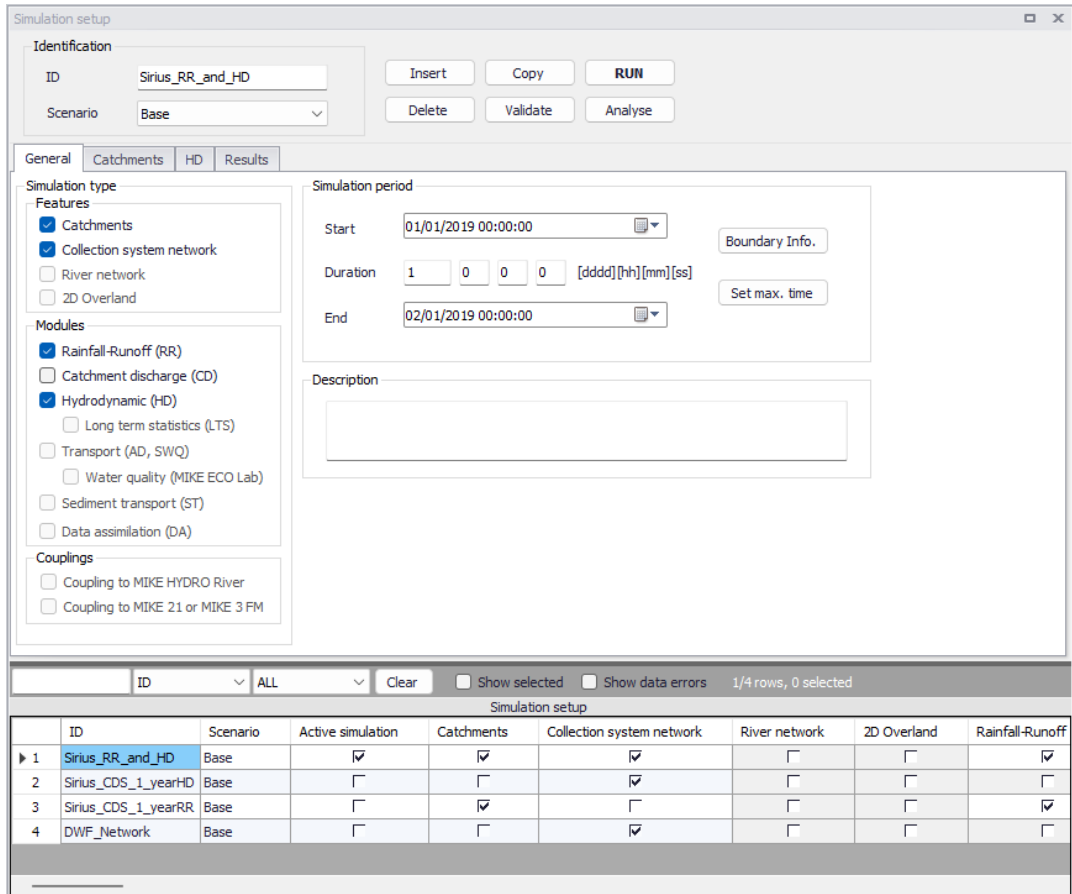 Simulation setup
Identification
ID Sirius_RR_and_HD Insert Copy RUN
Scenario Base Delete Validate Analyse
General Catchments HD Results
Simulation type
Features
Catchments
Collection system network
River network
2D Overland
Modules
Rainfall-Runoff (RR)
Catchment discharge (CD)
Hydrodynamic (HD)
Long term statistics (LTS)
Transport (AD, SWQ)
Water quality (MIKE ECO Lab)
Sediment transport (ST)
Data assimilation (DA)
Couplings
Coupling to MIKE HYDRO River
Coupling to MIKE 21 or MIKE 3 FM
Simulation period
Start 01/01/2019 00:00:00 Boundary Info.
Duration 1 0 0 0 [dddd][hh][mm][ss] Set max. time
End 02/01/2019 00:00:00
Description
ID ALL Clear Show selected Show data errors 1/4 rows, 0 selected
Simulation setup
ID Scenario Active simulation Catchments Collection system network River network 2D Overland Rainfall-Runoff
1 Sirius_RR_and_HD Base
2 Sirius_CDS_1_yearHD Base
3 Sirius_CDS_1_yearRR Base
4 DWF_Network Base